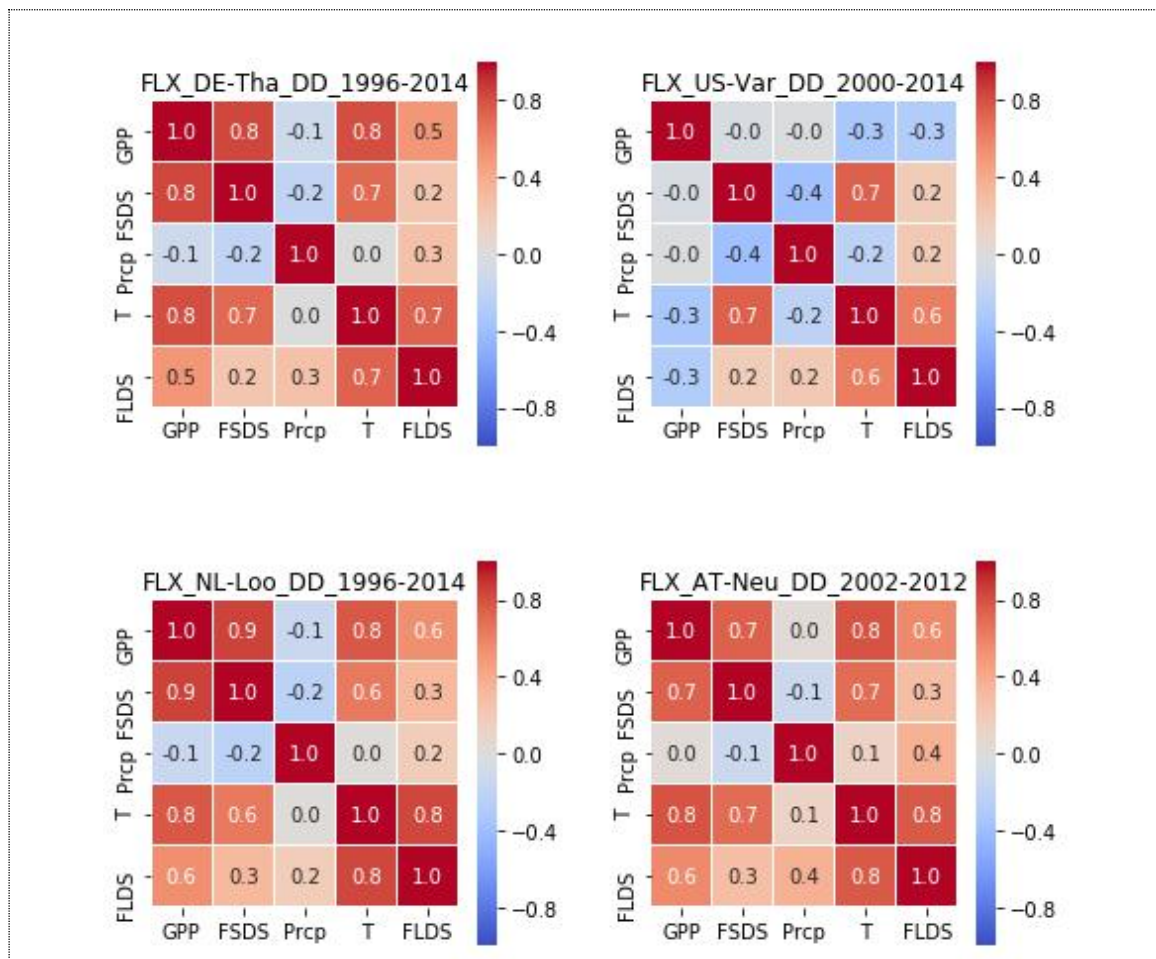 FLX_DE-Tha_DD_1996-2014
GPP 1.0 0.8 -0.1 0.8 0.5
FSDS 0.8 1.0 -0.2 0.7 0.2
Prcp -0.1 -0.2 1.0 0.0 0.3
T 0.8 0.7 0.0 1.0 0.7
FLDS 0.5 0.2 0.3 0.7 1.0
GPP FSDS Prcp T FLDS
0.8
0.4
0.0
−0.4
−0.8
FLX_US-Var_DD_2000-2014
GPP 1.0 -0.0 -0.0 -0.3 -0.3
FSDS -0.0 1.0 -0.4 0.7 0.2
Prcp -0.0 -0.4 1.0 -0.2 0.2
T -0.3 0.7 -0.2 1.0 0.6
FLDS -0.3 0.2 0.2 0.6 1.0
GPP FSDS Prcp T FLDS
0.8
0.4
0.0
−0.4
−0.8
FLX_NL-Loo_DD_1996-2014
GPP 1.0 0.9 -0.1 0.8 0.6
FSDS 0.9 1.0 -0.2 0.6 0.3
Prcp -0.1 -0.2 1.0 0.0 0.2
T 0.8 0.6 0.0 1.0 0.8
FLDS 0.6 0.3 0.2 0.8 1.0
GPP FSDS Prcp T FLDS
0.8
0.4
0.0
−0.4
−0.8
FLX_AT-Neu_DD_2002-2012
GPP 1.0 0.7 0.0 0.8 0.6
FSDS 0.7 1.0 -0.1 0.7 0.3
Prcp 0.0 -0.1 1.0 0.1 0.4
T 0.8 0.7 0.1 1.0 0.8
FLDS 0.6 0.3 0.4 0.8 1.0
GPP FSDS Prcp T FLDS
0.8
0.4
0.0
−0.4
−0.8